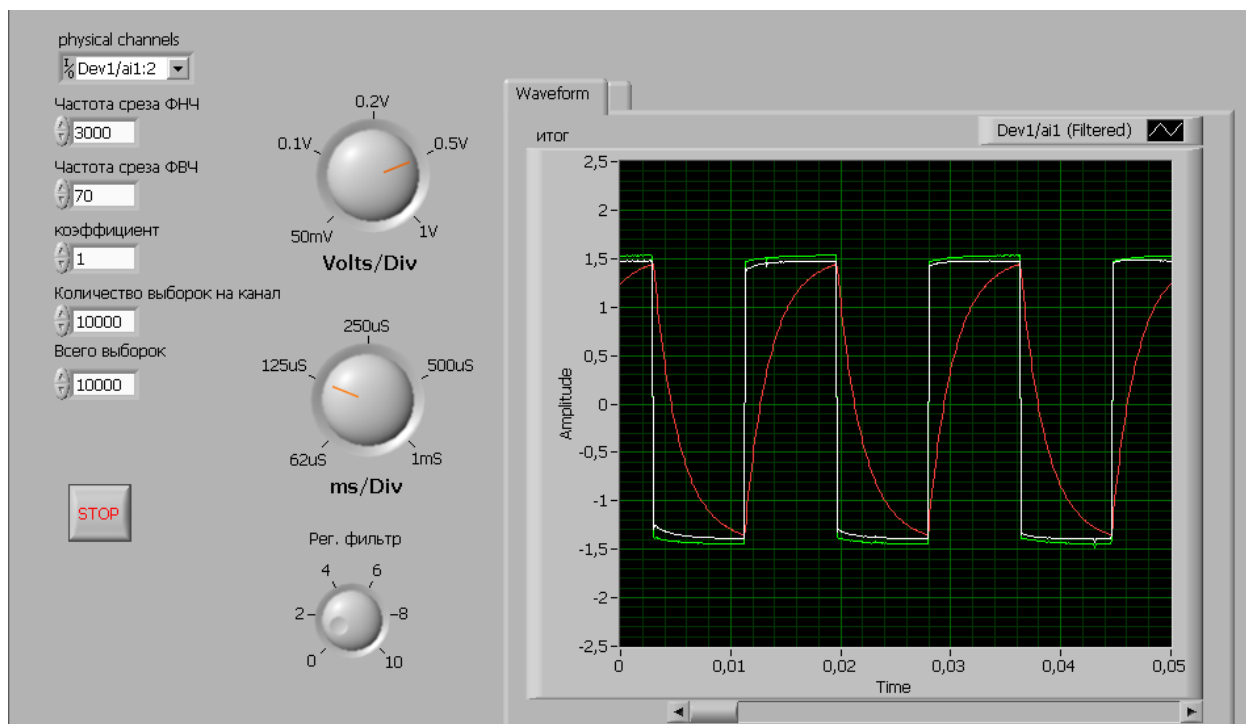 physical channels
I/O Dev1/ai1:2
Частота среза ФНЧ
3000
Частота среза ФВЧ
70
коэффициент
1
Количество выборок на канал
10000
Всего выборок
10000
STOP
0.2V
0.1V
0.5V
50mV
1V
Volts/Div
250uS
125uS
500uS
62uS
1mS
ms/Div
Рег. фильтр
4
6
2
8
0
10
Waveform
итог
Dev1/ai1 (Filtered)
2,5
2
1,5
1
0,5
0
-0,5
-1
-1,5
-2
-2,5
Amplitude
0
0,01
0,02
0,03
0,04
0,05
Time